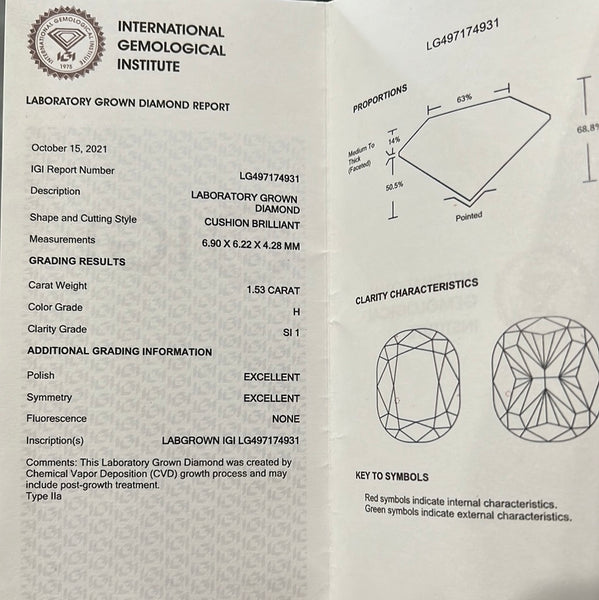 INTERNATIONAL GEMOLOGICAL INSTITUTE
IGI
1975
INTERNATIONAL
GEMOLOGICAL
INSTITUTE
LABORATORY GROWN DIAMOND REPORT
October 15, 2021
IGI Report Number LG497174931
Description LABORATORY GROWN
DIAMOND
Shape and Cutting Style CUSHION BRILLIANT
Measurements 6.90 X 6.22 X 4.28 MM
GRADING RESULTS
Carat Weight 1.53 CARAT
Color Grade H
Clarity Grade SI 1
ADDITIONAL GRADING INFORMATION
Polish EXCELLENT
Symmetry EXCELLENT
Fluorescence NONE
Inscription(s) LABGROWN IGI LG497174931
Comments: This Laboratory Grown Diamond was created by
Chemical Vapor Deposition (CVD) growth process and may
include post-growth treatment.
Type IIa
LG497174931
PROPORTIONS
63%
68.8%
Medium To
Thick
(Faceted)
14%
50.5%
Pointed
CLARITY CHARACTERISTICS
KEY TO SYMBOLS
Red symbols indicate internal characteristics.
Green symbols indicate external characteristics.